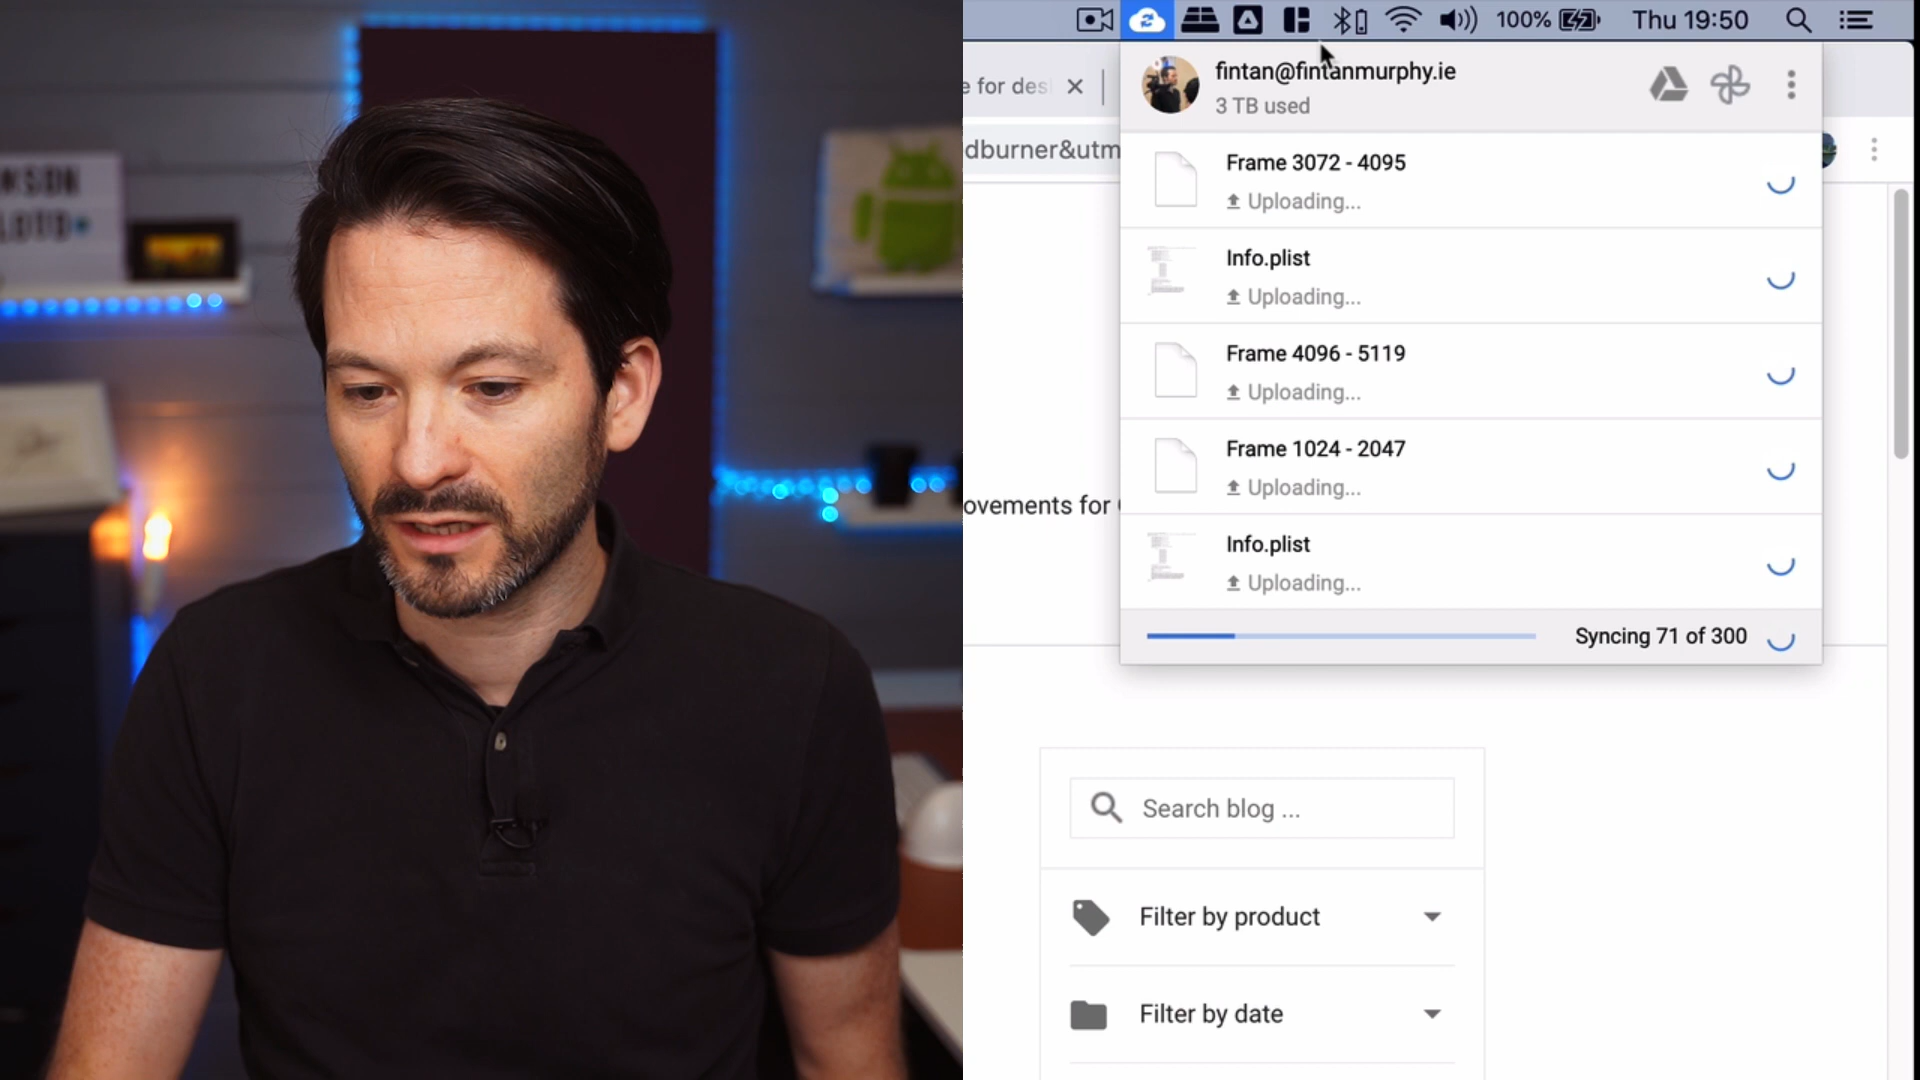 100%
Thu 19:50
fintan@fintanmurphy.ie
3 TB used
e for des
dburner&utm
Frame 3072 - 4095
Uploading...
Info.plist
Uploading...
Frame 4096 - 5119
Uploading...
Frame 1024 - 2047
Uploading...
ovements for
Info.plist
Uploading...
Syncing 71 of 300
Search blog ...
Filter by product
Filter by date